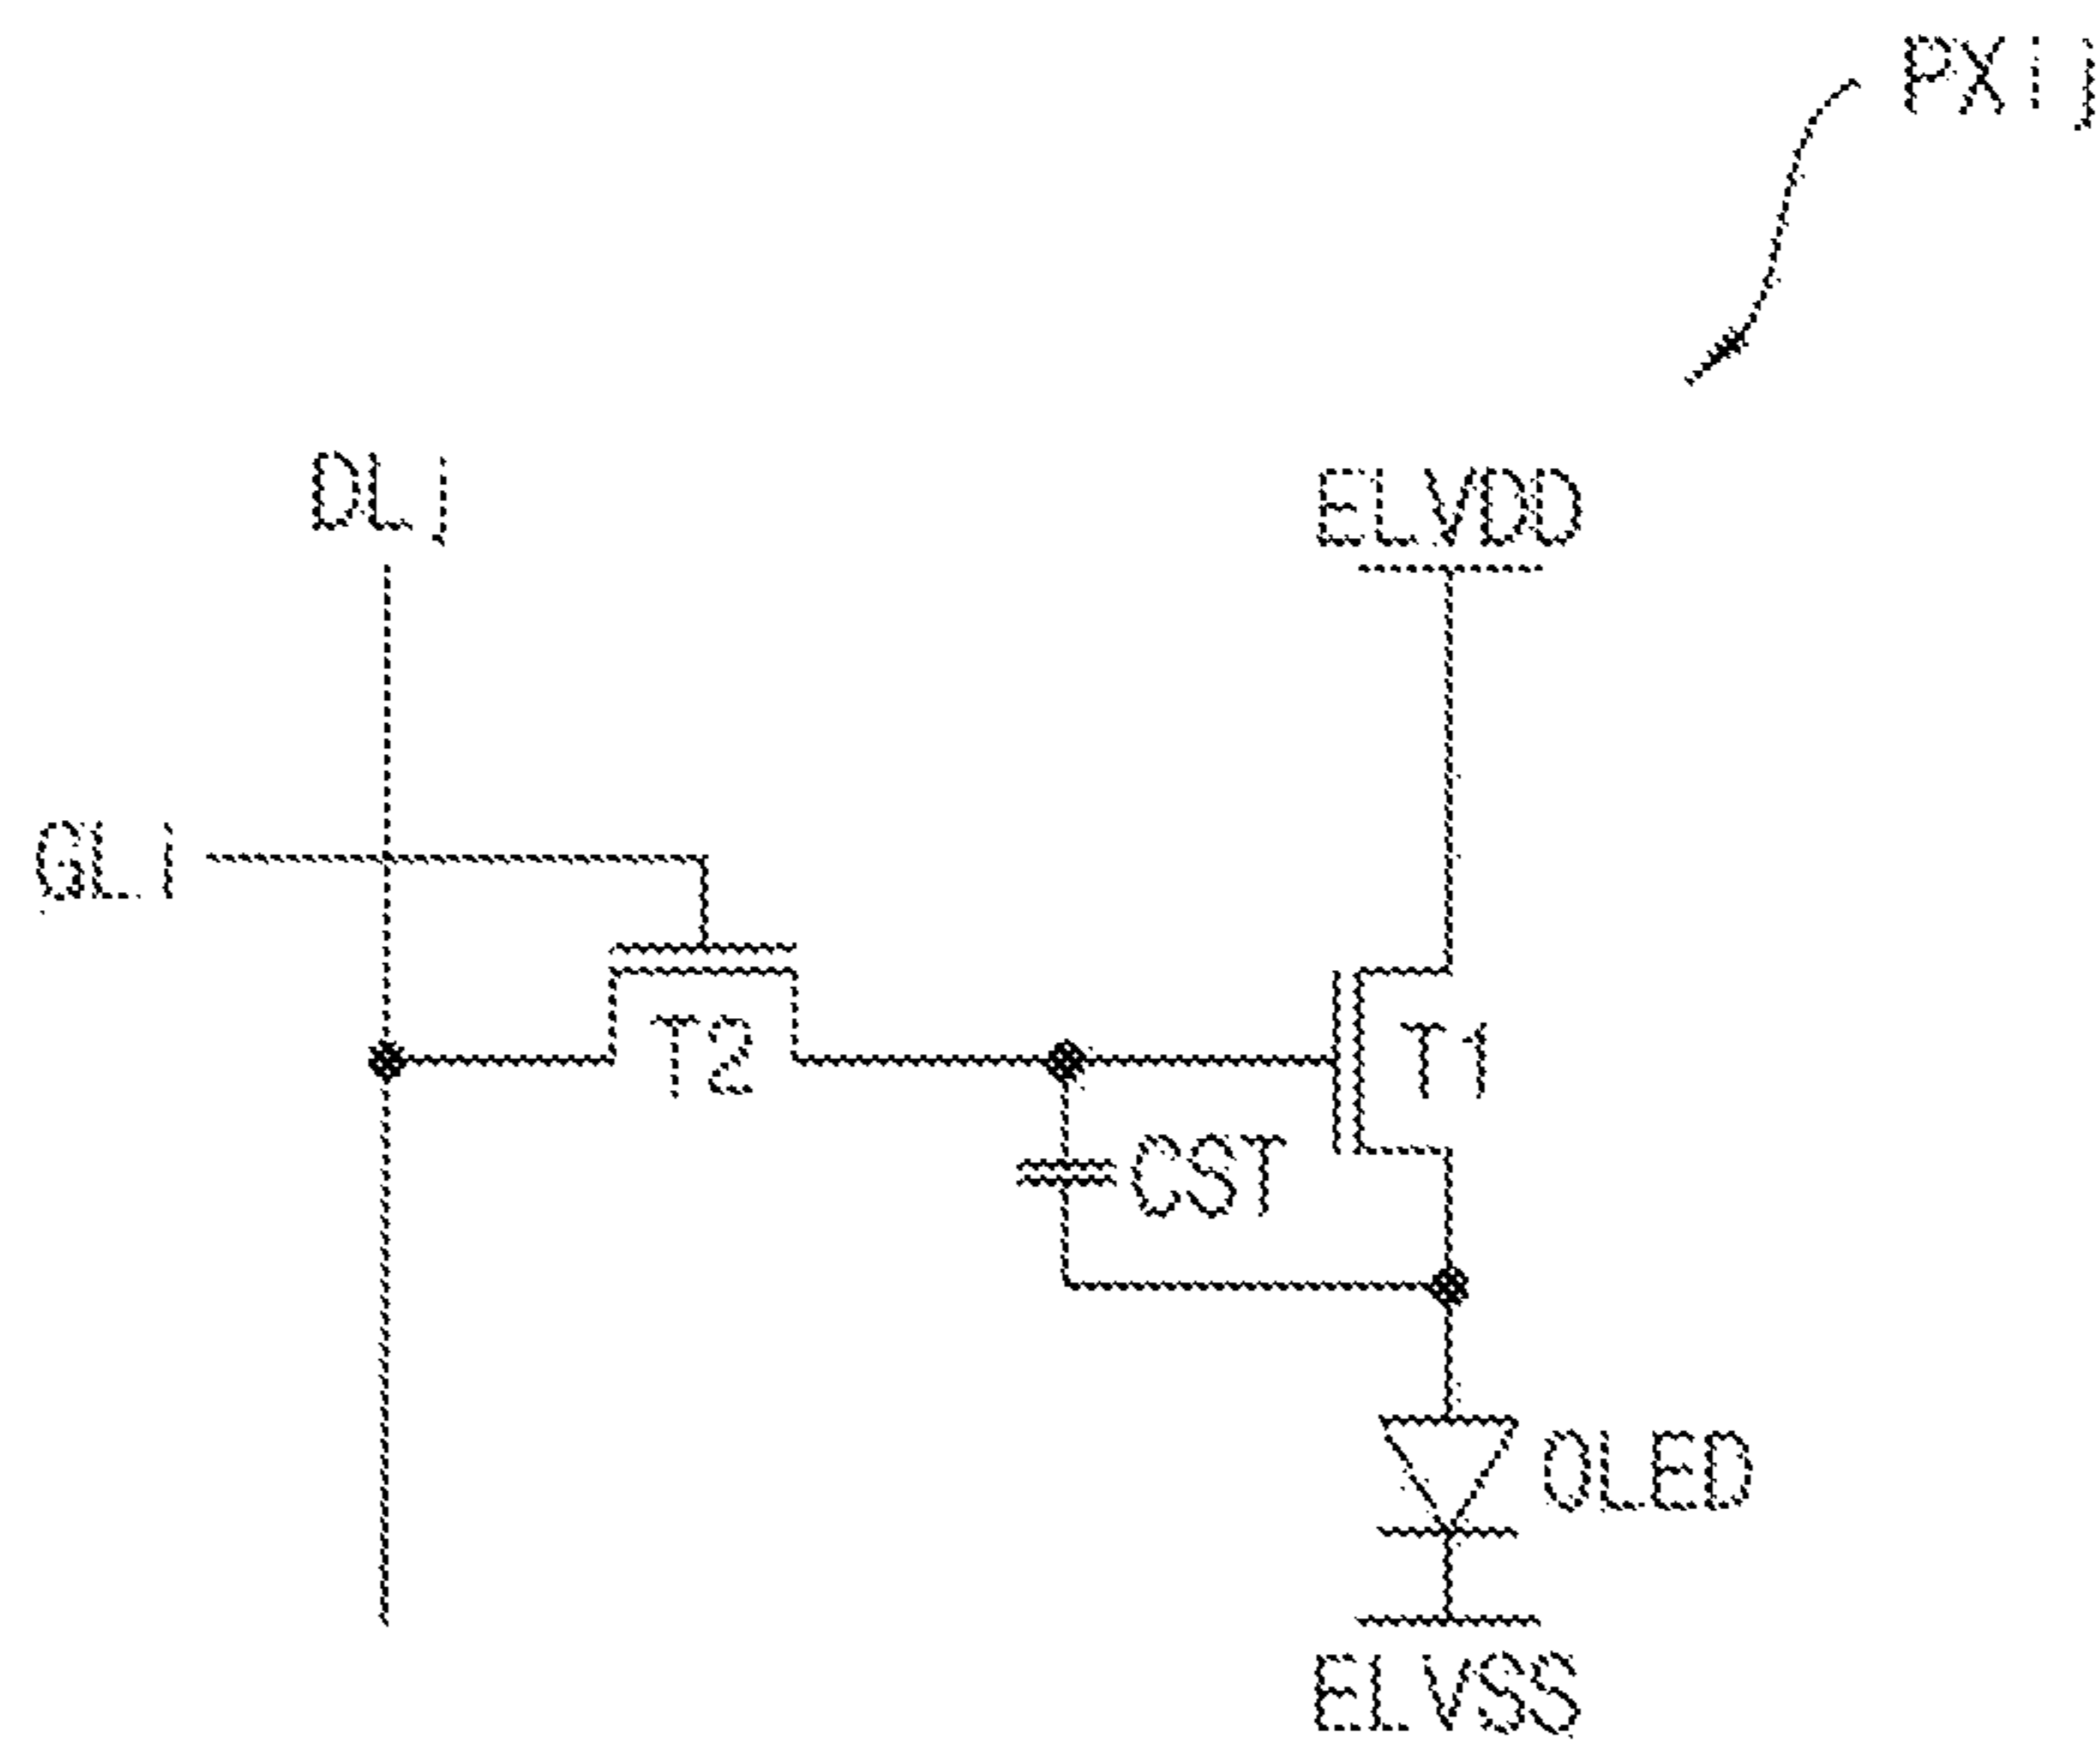 PXij
DLj
ELVDD
GLi
T2
T1
CST
OLED
ELVSS